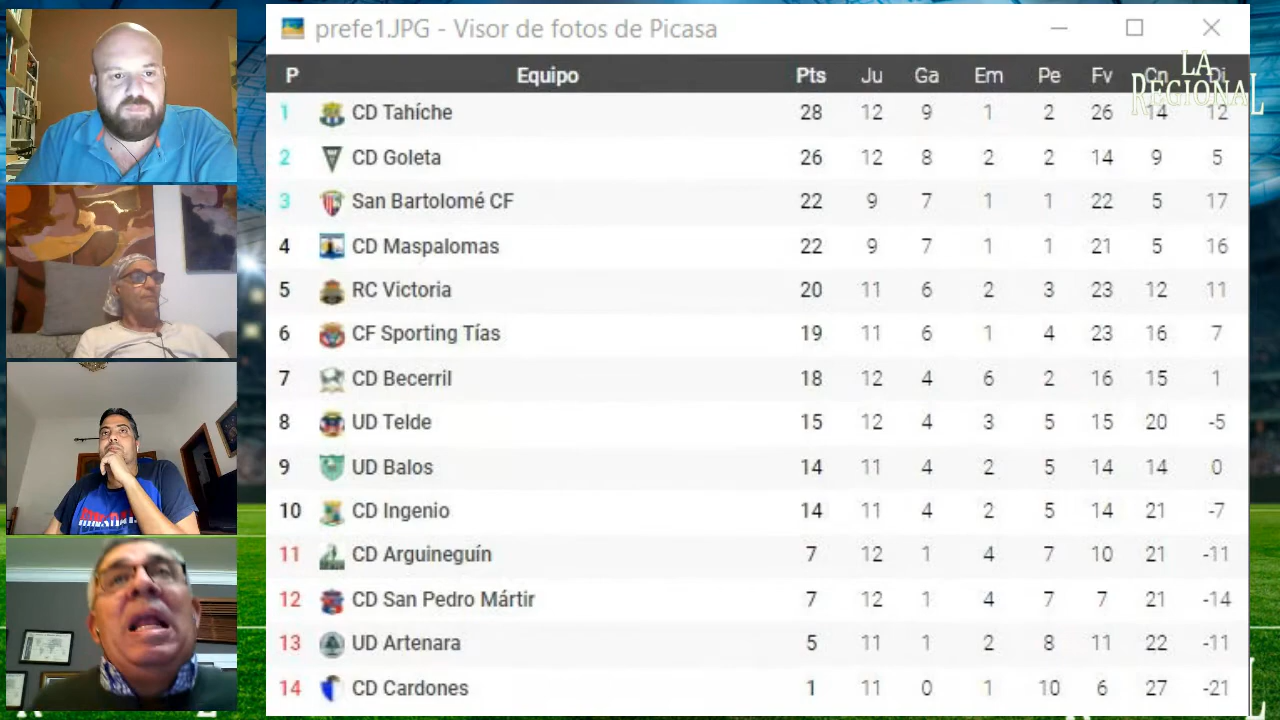 prefe1.JPG - Visor de fotos de Picasa
P Equipo Pts Ju Ga Em Pe Fv Cn Di
LA
REGIONAL
1 CD Tahíche 28 12 9 1 2 26 14 12
2 CD Goleta 26 12 8 2 2 14 9 5
3 San Bartolomé CF 22 9 7 1 1 22 5 17
4 CD Maspalomas 22 9 7 1 1 21 5 16
5 RC Victoria 20 11 6 2 3 23 12 11
6 CF Sporting Tías 19 11 6 1 4 23 16 7
7 CD Becerril 18 12 4 6 2 16 15 1
8 UD Telde 15 12 4 3 5 15 20 -5
9 UD Balos 14 11 4 2 5 14 14 0
10 CD Ingenio 14 11 4 2 5 14 21 -7
11 CD Arguineguín 7 12 1 4 7 10 21 -11
12 CD San Pedro Mártir 7 12 1 4 7 7 21 -14
13 UD Artenara 5 11 1 2 8 11 22 -11
14 CD Cardones 1 11 0 1 10 6 27 -21